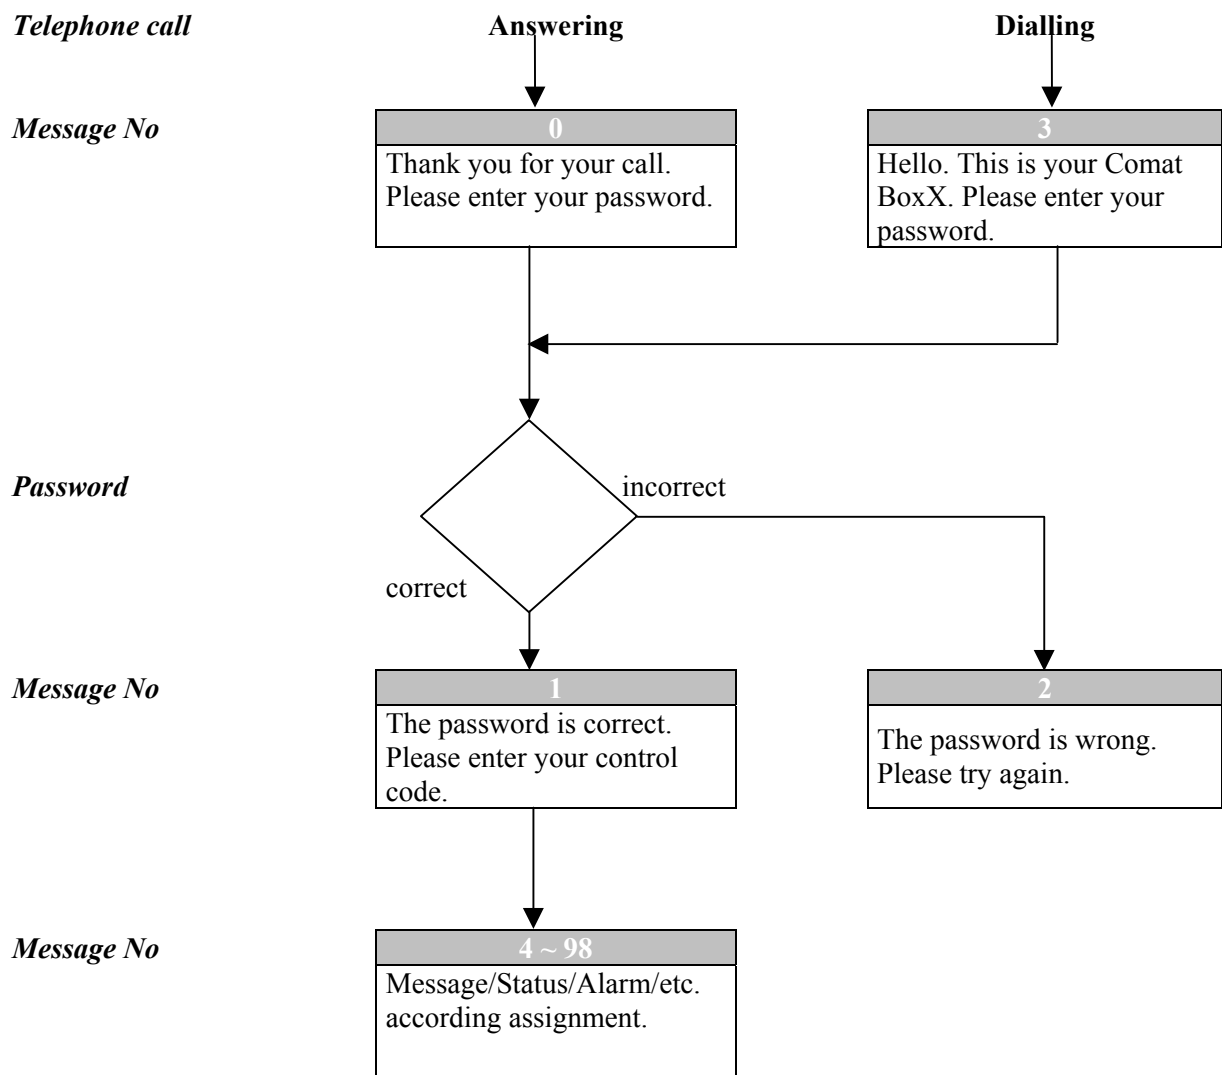 Telephone call
Answering
Dialling
Message No
0
3
Thank you for your call.
Please enter your password.
Hello. This is your Comat
BoxX. Please enter your
password.
Password
incorrect
correct
Message No
1
2
The password is correct.
Please enter your control
code.
The password is wrong.
Please try again.
Message No
4 ~ 98
Message/Status/Alarm/etc.
according assignment.